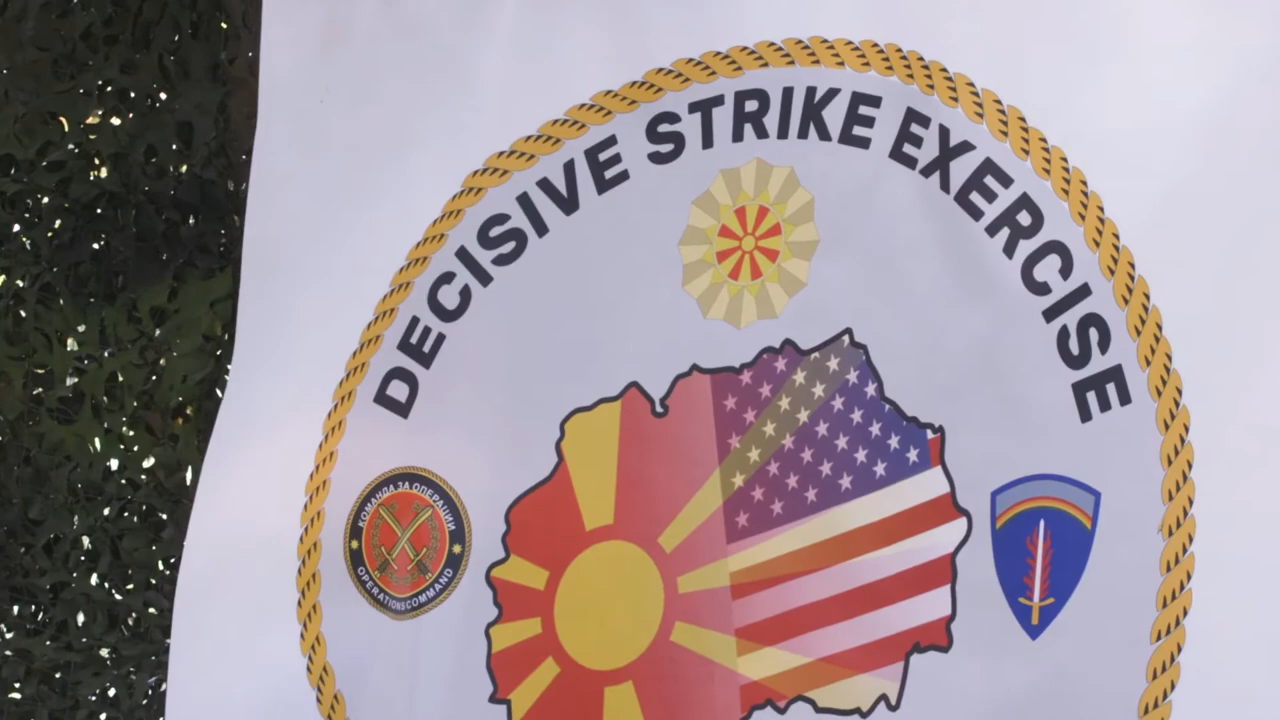 DECISIVE STRIKE EXERCISE
КОМАНДА ЗА ОПЕРАЦИИ
OPERATIONS COMMAND